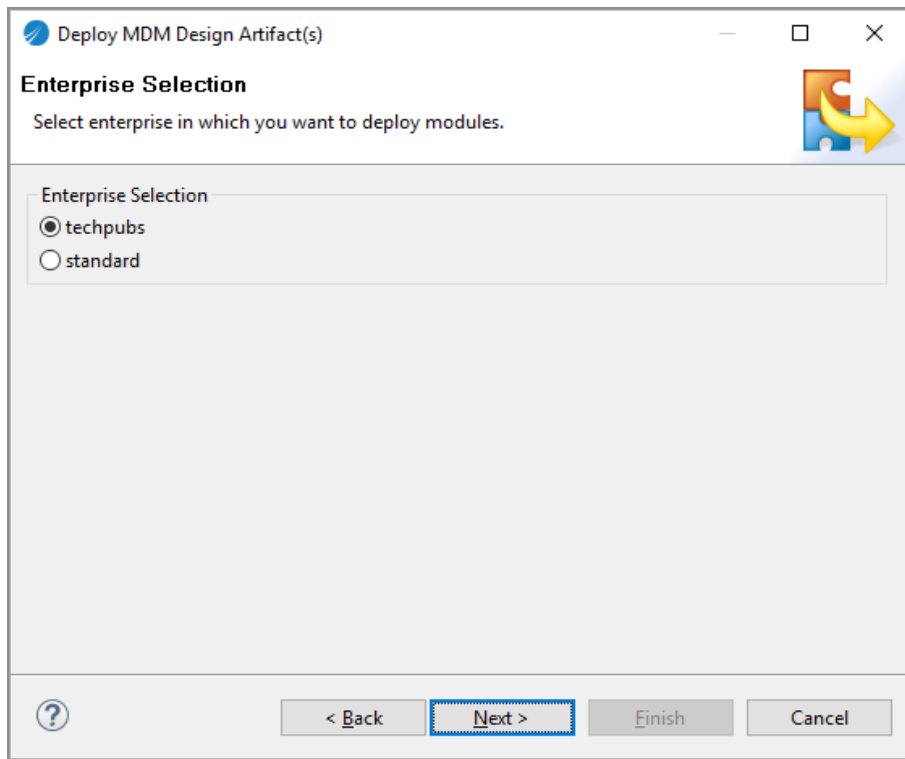 Deploy MDM Design Artifact(s)
Enterprise Selection
Select enterprise in which you want to deploy modules.
Enterprise Selection
techpubs
standard
? < Back Next > Finish Cancel